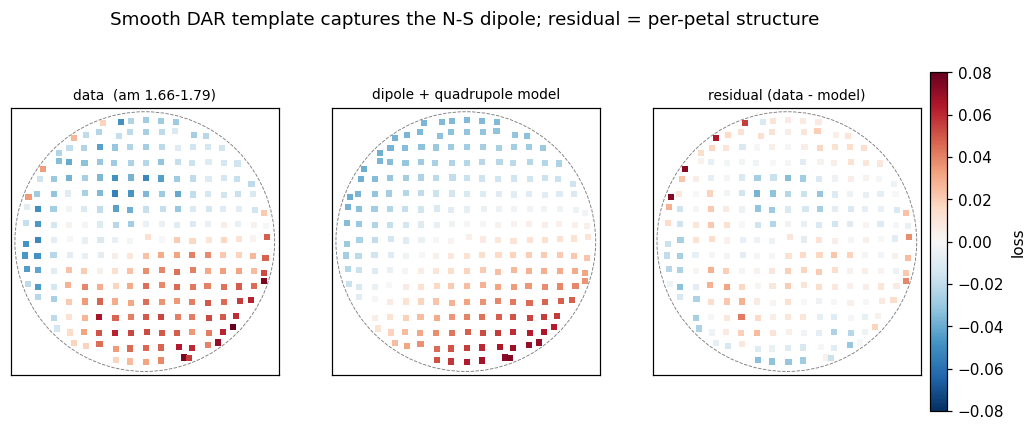 Smooth DAR template captures the N-S dipole; residual = per-petal structure
data  (am 1.66-1.79)
dipole + quadrupole model
residual (data - model)
0.08
0.06
0.04
0.02
0.00
−0.02
−0.04
−0.06
−0.08
loss